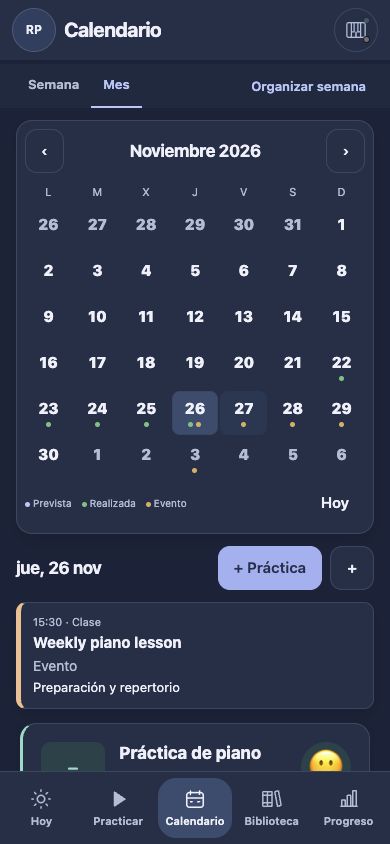 RP Calendario
Semana Mes Organizar semana
‹ Noviembre 2026 ›
L M X J V S D
26 27 28 29 30 31 1
2 3 4 5 6 7 8
9 10 11 12 13 14 15
16 17 18 19 20 21 22
23 24 25 26 27 28 29
30 1 2 3 4 5 6
Prevista Realizada Evento Hoy
jue, 26 nov + Práctica +
15:30 · Clase
Weekly piano lesson
Evento
Preparación y repertorio
Práctica de piano
Hoy Practicar Calendario Biblioteca Progreso